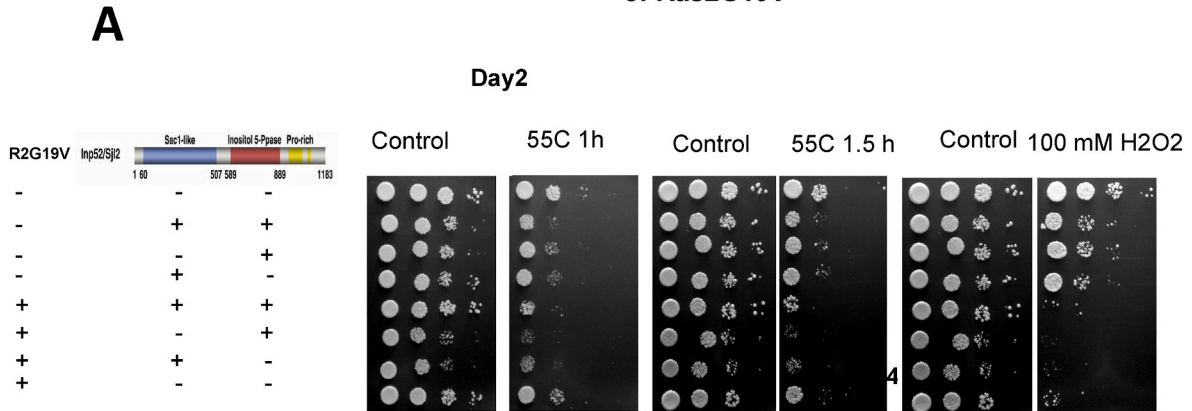 A
Day2
Control 55C 1h Control 55C 1.5 h Control 100 mM H2O2
R2G19V Inp52/Sjl2 Sac1-like Inositol 5-Ppase Pro-rich
1 60 507 589 889 1183
- - -
- + +
- - +
- + -
+ + +
+ - +
+ + -
+ - -
4